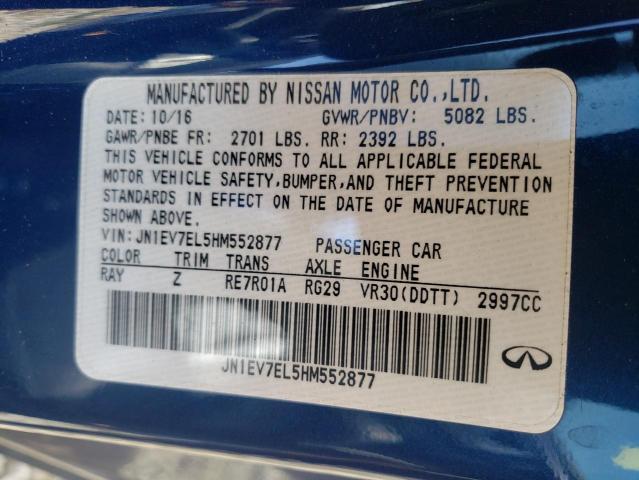 MANUFACTURED BY NISSAN MOTOR CO.,LTD.
DATE: 10/16 GVWR/PNBV: 5082 LBS.
GAWR/PNBE FR: 2701 LBS. RR: 2392 LBS.
THIS VEHICLE CONFORMS TO ALL APPLICABLE FEDERAL
MOTOR VEHICLE SAFETY,BUMPER,AND THEFT PREVENTION
STANDARDS IN EFFECT ON THE DATE OF MANUFACTURE
SHOWN ABOVE.
VIN:JN1EV7EL5HM552877 PASSENGER CAR
COLOR TRIM TRANS AXLE ENGINE
RAY Z RE7R01A RG29 VR30(DDTT) 2997CC
JN1EV7EL5HM552877